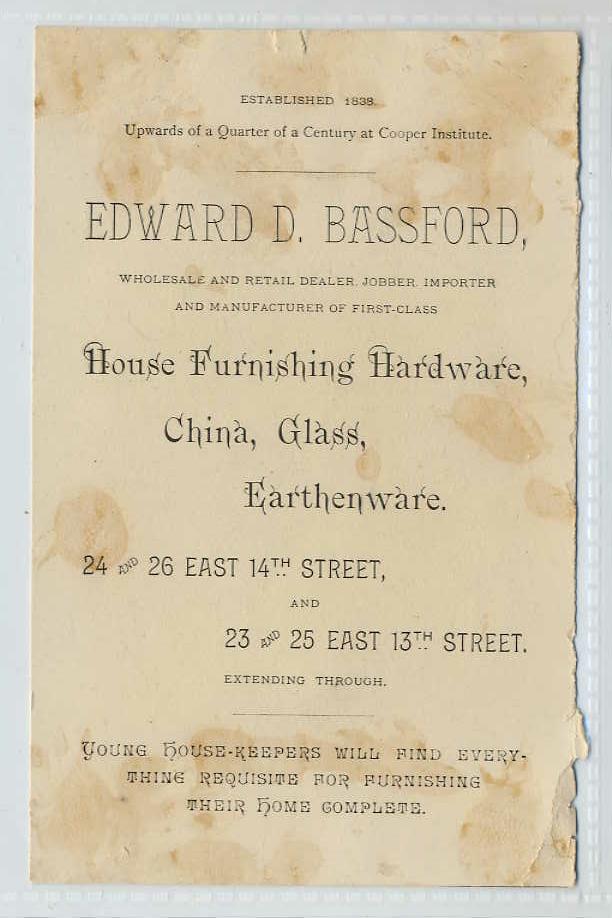 ESTABLISHED 1838.
Upwards of a Quarter of a Century at Cooper Institute.
EDWARD D. BASSFORD,
WHOLESALE AND RETAIL DEALER, JOBBER, IMPORTER
AND MANUFACTURER OF FIRST-CLASS
House Furnishing Hardware,
China, Glass,
Earthenware.
24 AND 26 EAST 14TH STREET,
AND
23 AND 25 EAST 13TH STREET.
EXTENDING THROUGH.
YOUNG HOUSE-KEEPERS WILL FIND EVERY-
THING REQUISITE FOR FURNISHING
THEIR HOME COMPLETE.